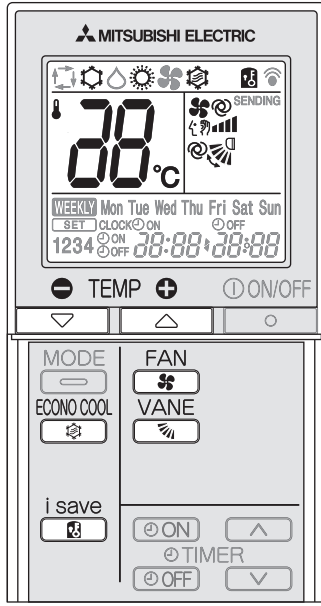 MITSUBISHI ELECTRIC
SENDING
88°C
WEEKLY Mon Tue Wed Thu Fri Sat Sun
SET CLOCK ON OFF
1234 ON OFF 88:88 88:88
TEMP ON/OFF
MODE FAN
ECONO COOL VANE
i save
ON
TIMER
OFF